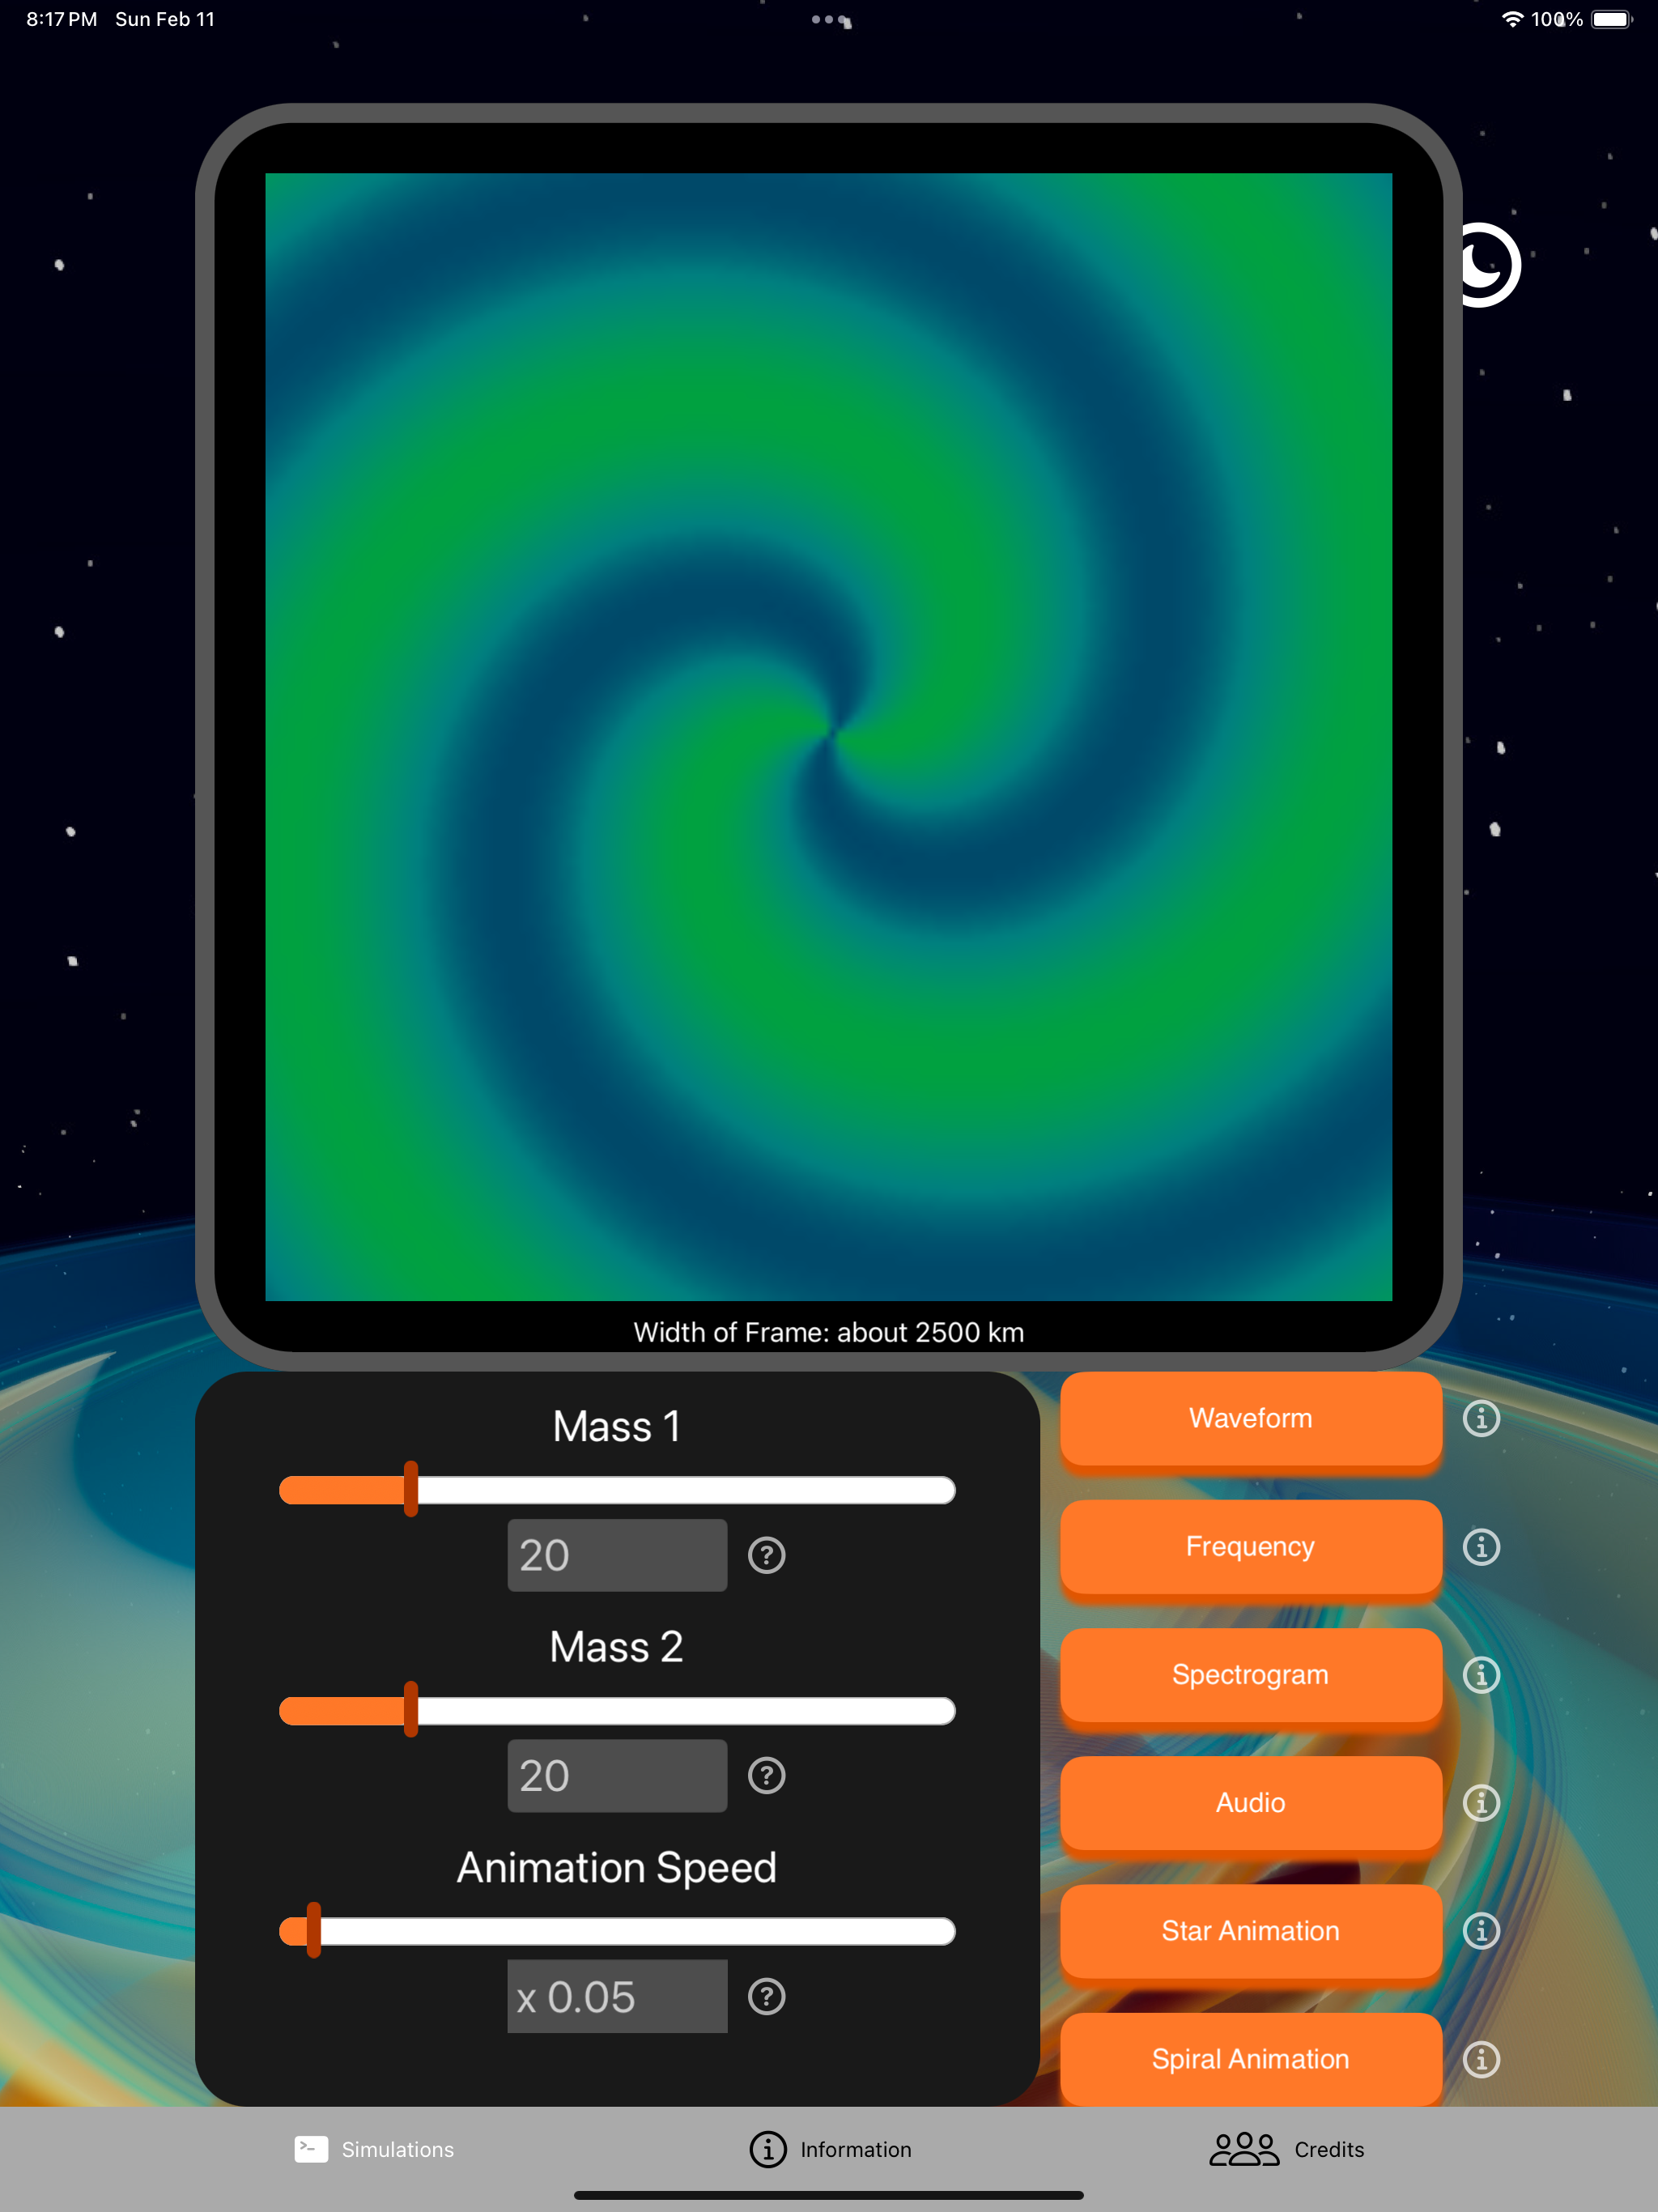 8:17 PM Sun Feb 11
100%
Width of Frame: about 2500 km
Mass 1
20
?
Mass 2
20
?
Animation Speed
x 0.05
?
Waveform
i
Frequency
i
Spectrogram
i
Audio
i
Star Animation
i
Spiral Animation
i
>_ Simulations
i Information
Credits